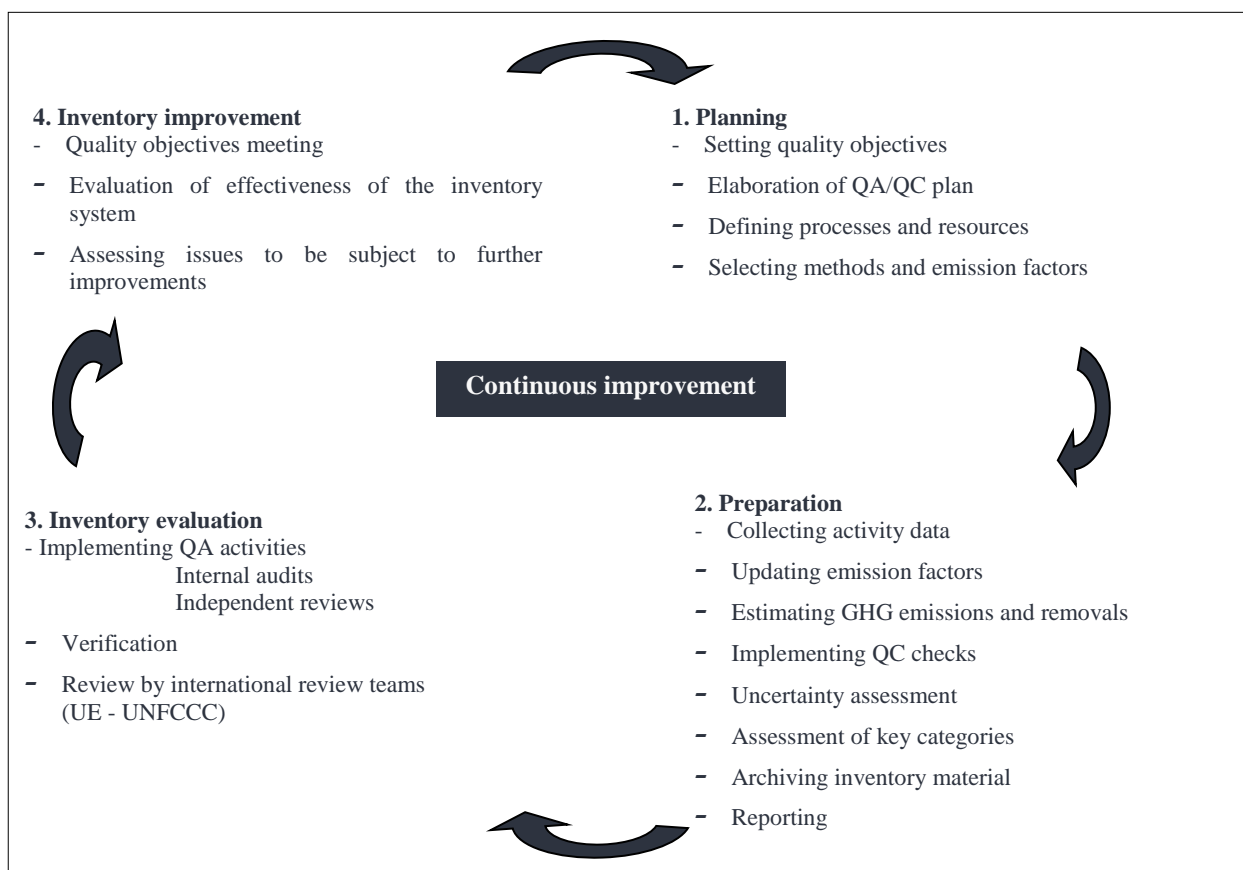 4. Inventory improvement
- Quality objectives meeting
- Evaluation of effectiveness of the inventory
system
- Assessing issues to be subject to further
improvements
1. Planning
- Setting quality objectives
- Elaboration of QA/QC plan
- Defining processes and resources
- Selecting methods and emission factors
Continuous improvement
3. Inventory evaluation
- Implementing QA activities
Internal audits
Independent reviews
- Verification
- Review by international review teams
(UE - UNFCCC)
2. Preparation
- Collecting activity data
- Updating emission factors
- Estimating GHG emissions and removals
- Implementing QC checks
- Uncertainty assessment
- Assessment of key categories
- Archiving inventory material
- Reporting